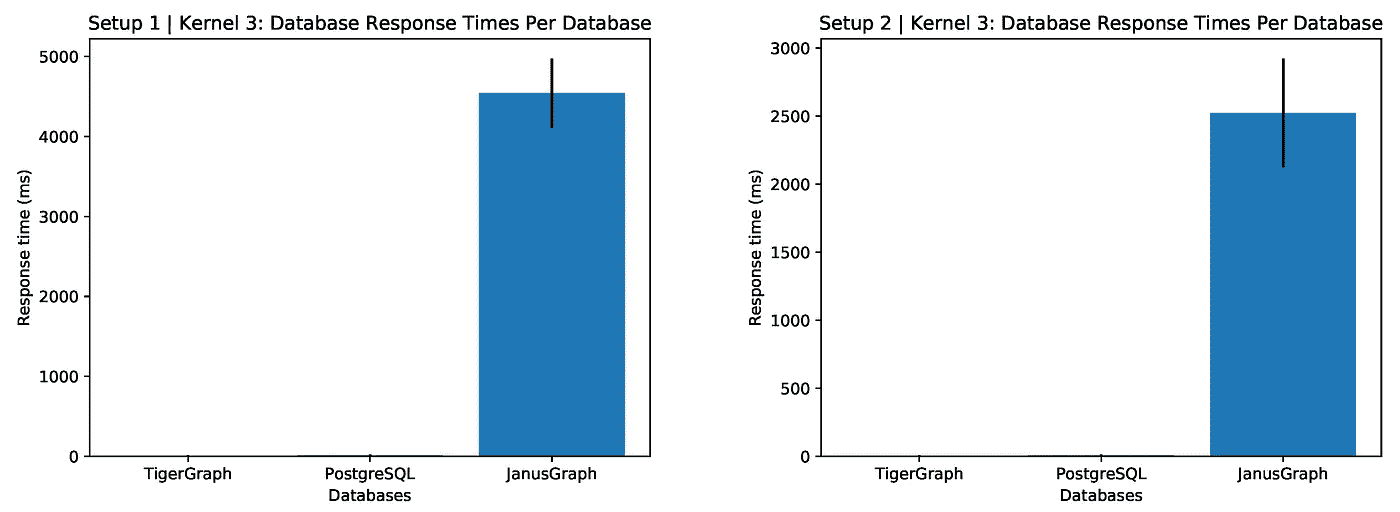 Setup 1 | Kernel 3: Database Response Times Per Database
5000
4000
3000
2000
1000
0
Response time (ms)
TigerGraph PostgreSQL JanusGraph
Databases
Setup 2 | Kernel 3: Database Response Times Per Database
3000
2500
2000
1500
1000
500
0
Response time (ms)
TigerGraph PostgreSQL JanusGraph
Databases